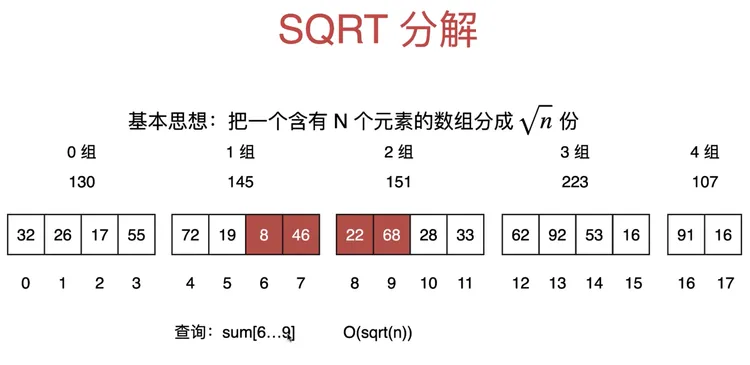 SQRT 分解
基本思想：把一个含有 N 个元素的数组分成 √n 份
0 组 1 组 2 组 3 组 4 组
130 145 151 223 107
32 26 17 55 72 19 8 46 22 68 28 33 62 92 53 16 91 16
0 1 2 3 4 5 6 7 8 9 10 11 12 13 14 15 16 17
查询：sum[6…9] O(sqrt(n))